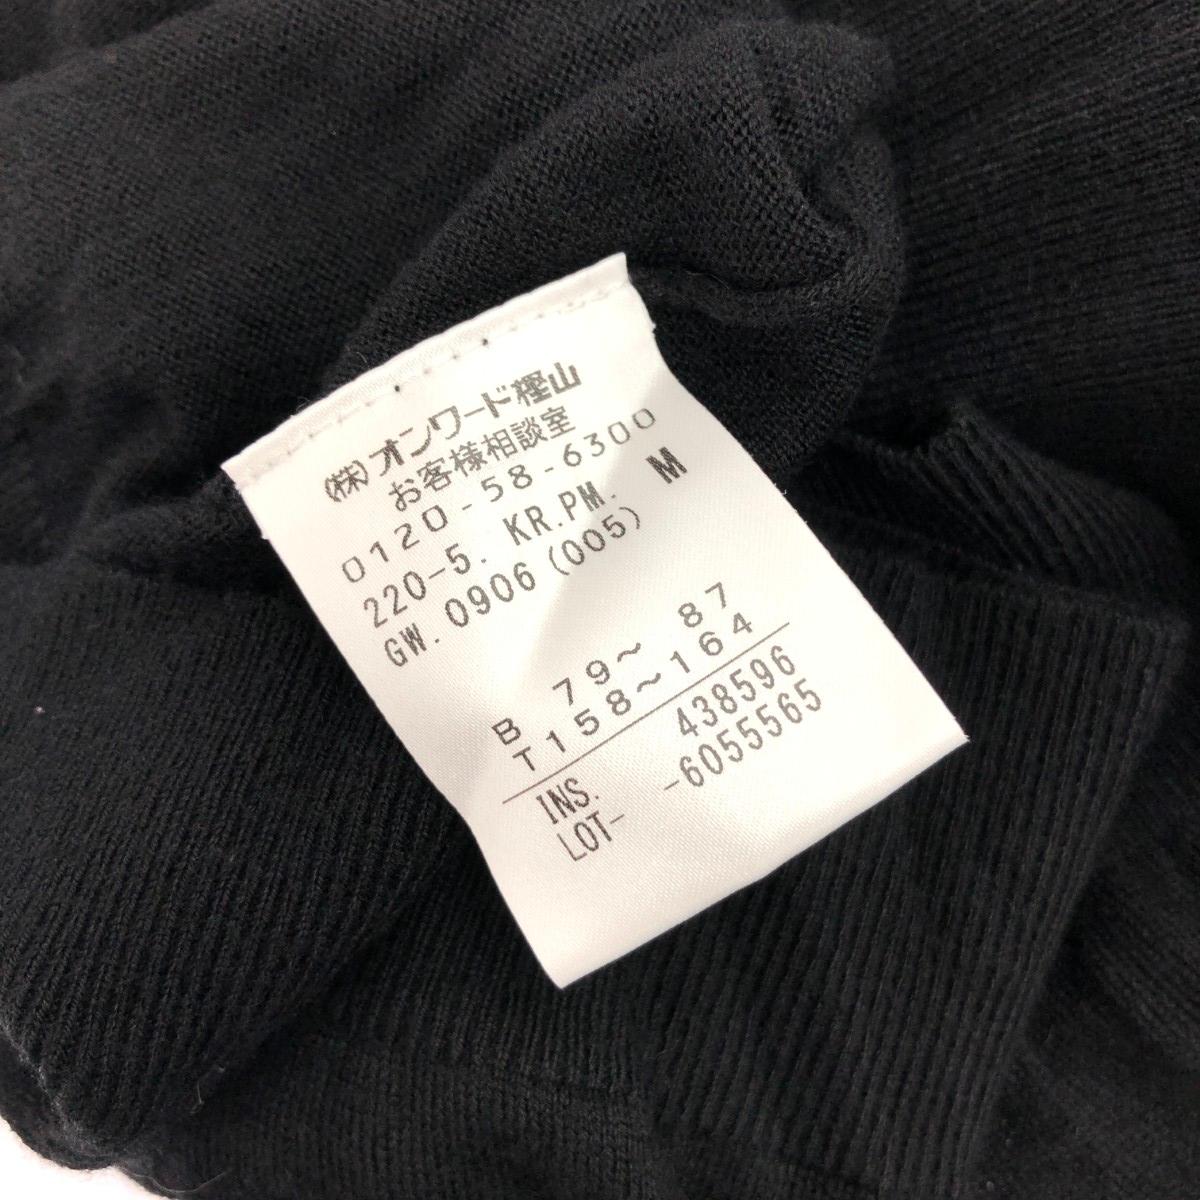 (株)オンワード樫山
お客様相談室
0120-58-6300
220-5. KR.PM. M
GW.0906(005)
B 79~ 87
T158~164
INS. 438596
LOT- -6055565